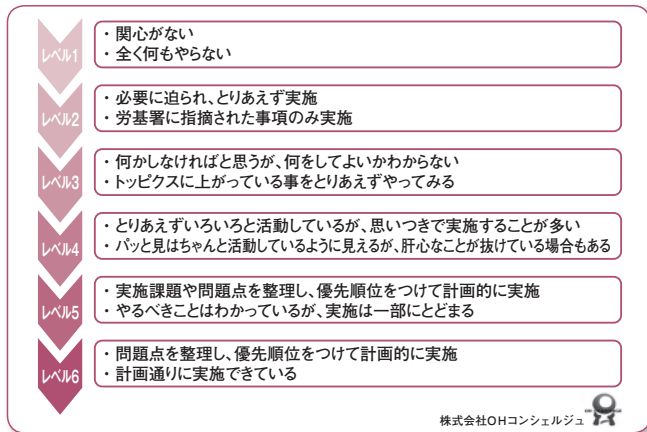 レベル1
・関心がない
・全く何もやらない
レベル2
・必要に迫られ、とりあえず実施
・労基署に指摘された事項のみ実施
レベル3
・何かしなければと思うが、何をしてよいかわからない
・トッピクスに上がっている事をとりあえずやってみる
レベル4
・とりあえずいろいろと活動しているが、思いつきで実施することが多い
・パッと見はちゃんと活動しているように見えるが、肝心なことが抜けている場合もある
レベル5
・実施課題や問題点を整理し、優先順位をつけて計画的に実施
・やるべきことはわかっているが、実施は一部にとどまる
レベル6
・問題点を整理し、優先順位をつけて計画的に実施
・計画通りに実施できている
株式会社OHコンシェルジュ